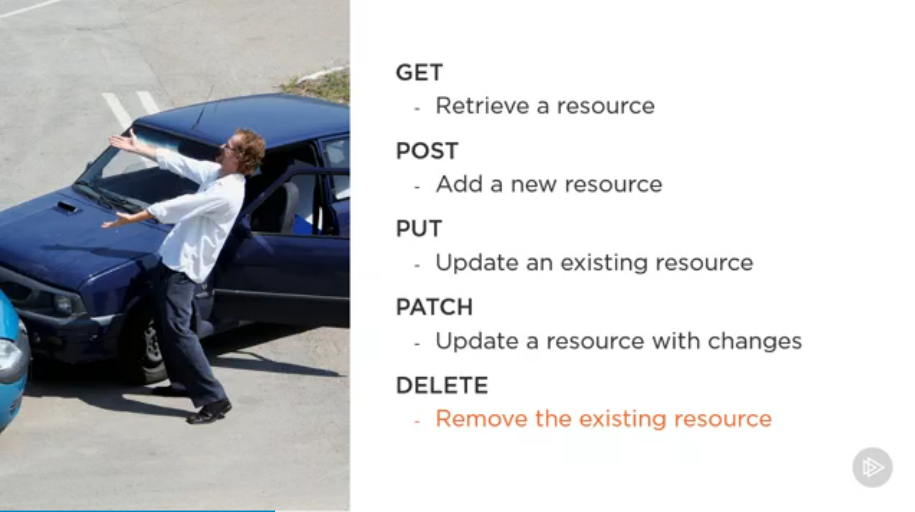 GET
- Retrieve a resource
POST
- Add a new resource
PUT
- Update an existing resource
PATCH
- Update a resource with changes
DELETE
- Remove the existing resource